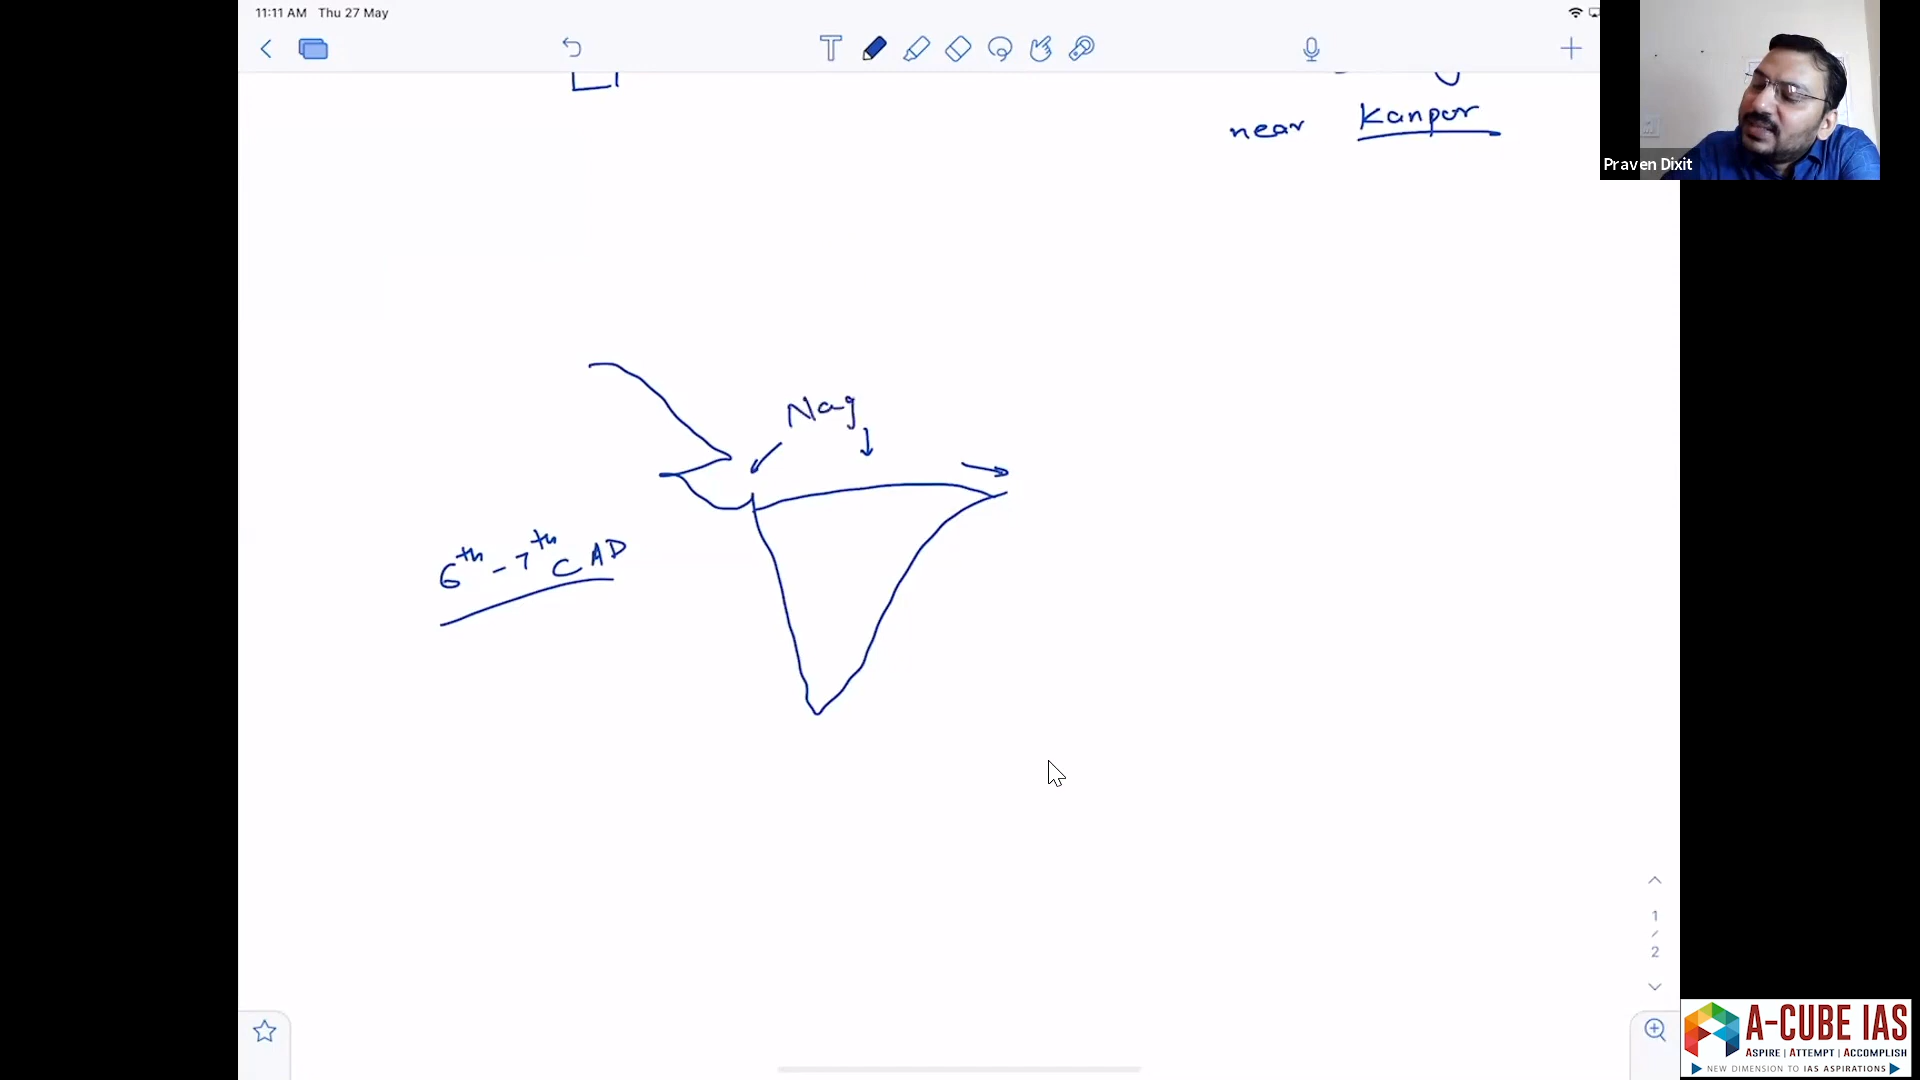 11:11 AM Thu 27 May
T
near Kanpur
Praven Dixit
Nag
6th - 7th C AD
1
/
2
A-CUBE IAS
ASPIRE | ATTEMPT | ACCOMPLISH
NEW DIMENSION TO IAS ASPIRATIONS